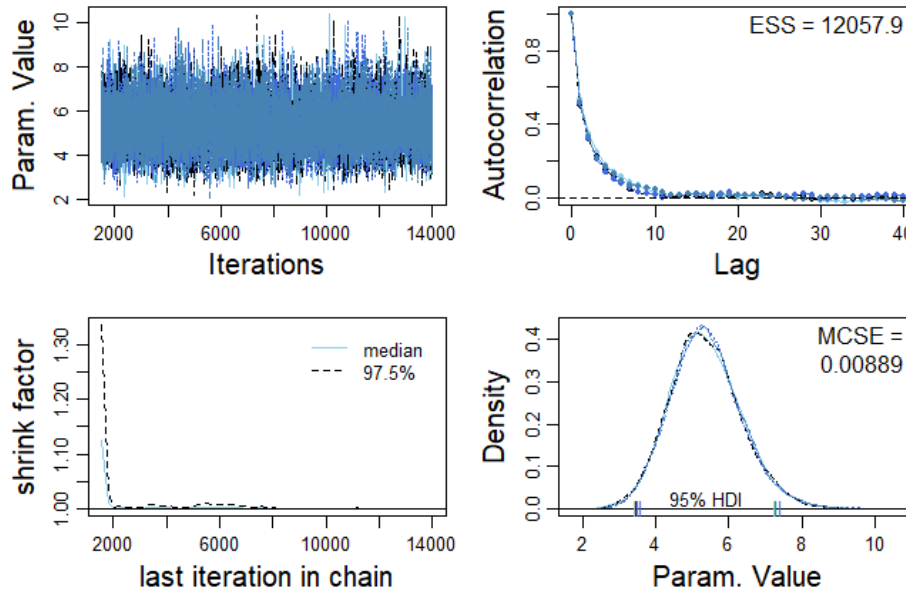 Param. Value
2 4 6 8 10
2000 6000 10000 14000
Iterations
Autocorrelation
0.0 0.4 0.8
ESS = 12057.9
0 10 20 30 40
Lag
shrink factor
1.00 1.10 1.20 1.30
median
97.5%
2000 6000 10000 14000
last iteration in chain
Density
0.0 0.1 0.2 0.3 0.4
MCSE =
0.00889
95% HDI
2 4 6 8 10
Param. Value